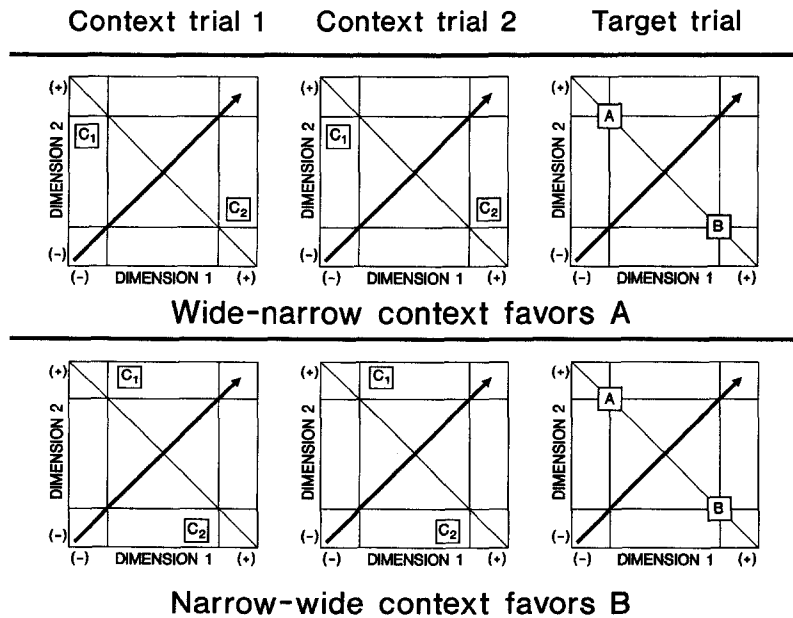 Context trial 1 Context trial 2 Target trial
(+) (+) (+)
DIMENSION 2 DIMENSION 2 DIMENSION 2
C1 C1 A
C2 C2 B
(-) (-) (-)
(-) DIMENSION 1 (+) (-) DIMENSION 1 (+) (-) DIMENSION 1 (+)
Wide-narrow context favors A
(+) C1 (+) C1 (+)
A
DIMENSION 2 DIMENSION 2 DIMENSION 2
B
C2 C2
(-) (-) (-)
(-) DIMENSION 1 (+) (-) DIMENSION 1 (+) (-) DIMENSION 1 (+)
Narrow-wide context favors B